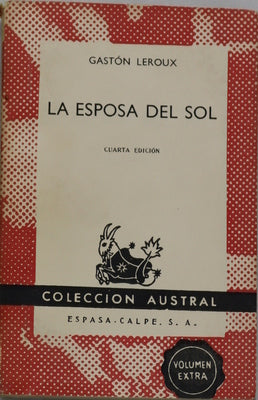 GASTÓN LEROUX
LA ESPOSA DEL SOL
CUARTA EDICIÓN
COLECCION AUSTRAL
ESPASA-CALPE, S. A.
VOLUMEN
EXTRA